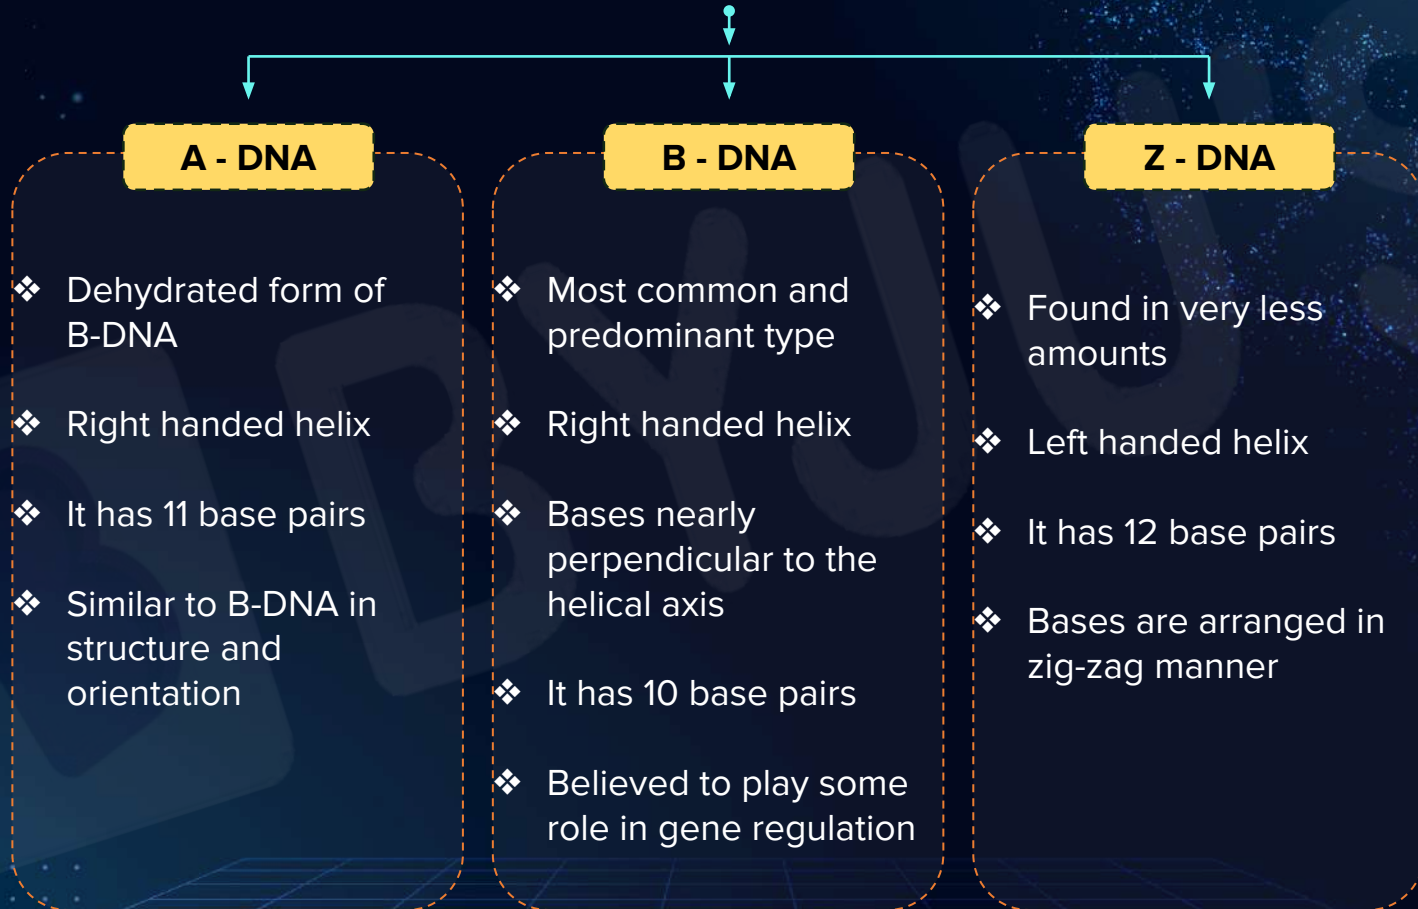 A - DNA
❖ Dehydrated form of
B-DNA
❖ Right handed helix
❖ It has 11 base pairs
❖ Similar to B-DNA in
structure and
orientation
B - DNA
❖ Most common and
predominant type
❖ Right handed helix
❖ Bases nearly
perpendicular to the
helical axis
❖ It has 10 base pairs
❖ Believed to play some
role in gene regulation
Z - DNA
❖ Found in very less
amounts
❖ Left handed helix
❖ It has 12 base pairs
❖ Bases are arranged in
zig-zag manner
BYJU'S